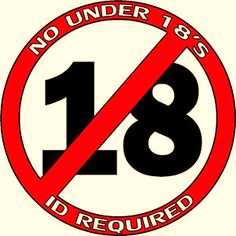 NO UNDER 18'S
18
ID REQUIRED